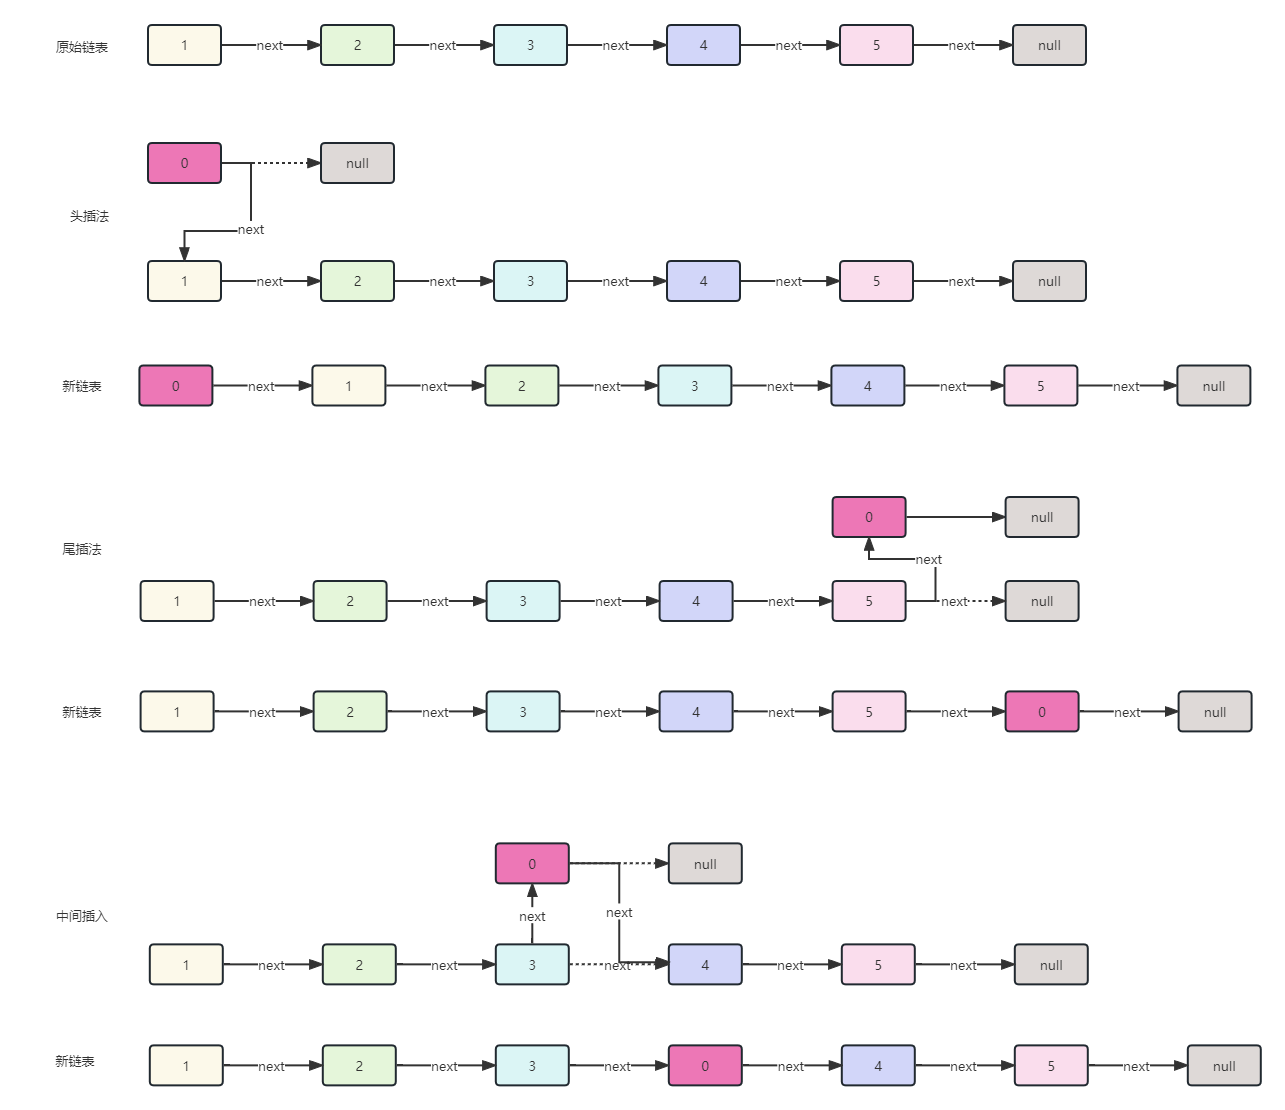 原始链表 1 next 2 next 3 next 4 next 5 next null
0 null
头插法
next
1 next 2 next 3 next 4 next 5 next null
新链表 0 next 1 next 2 next 3 next 4 next 5 next null
0 null
尾插法
next
1 next 2 next 3 next 4 next 5 next null
新链表 1 next 2 next 3 next 4 next 5 next 0 next null
0 null
中间插入 next next
1 next 2 next 3 next 4 next 5 next null
新链表 1 next 2 next 3 next 0 next 4 next 5 next null